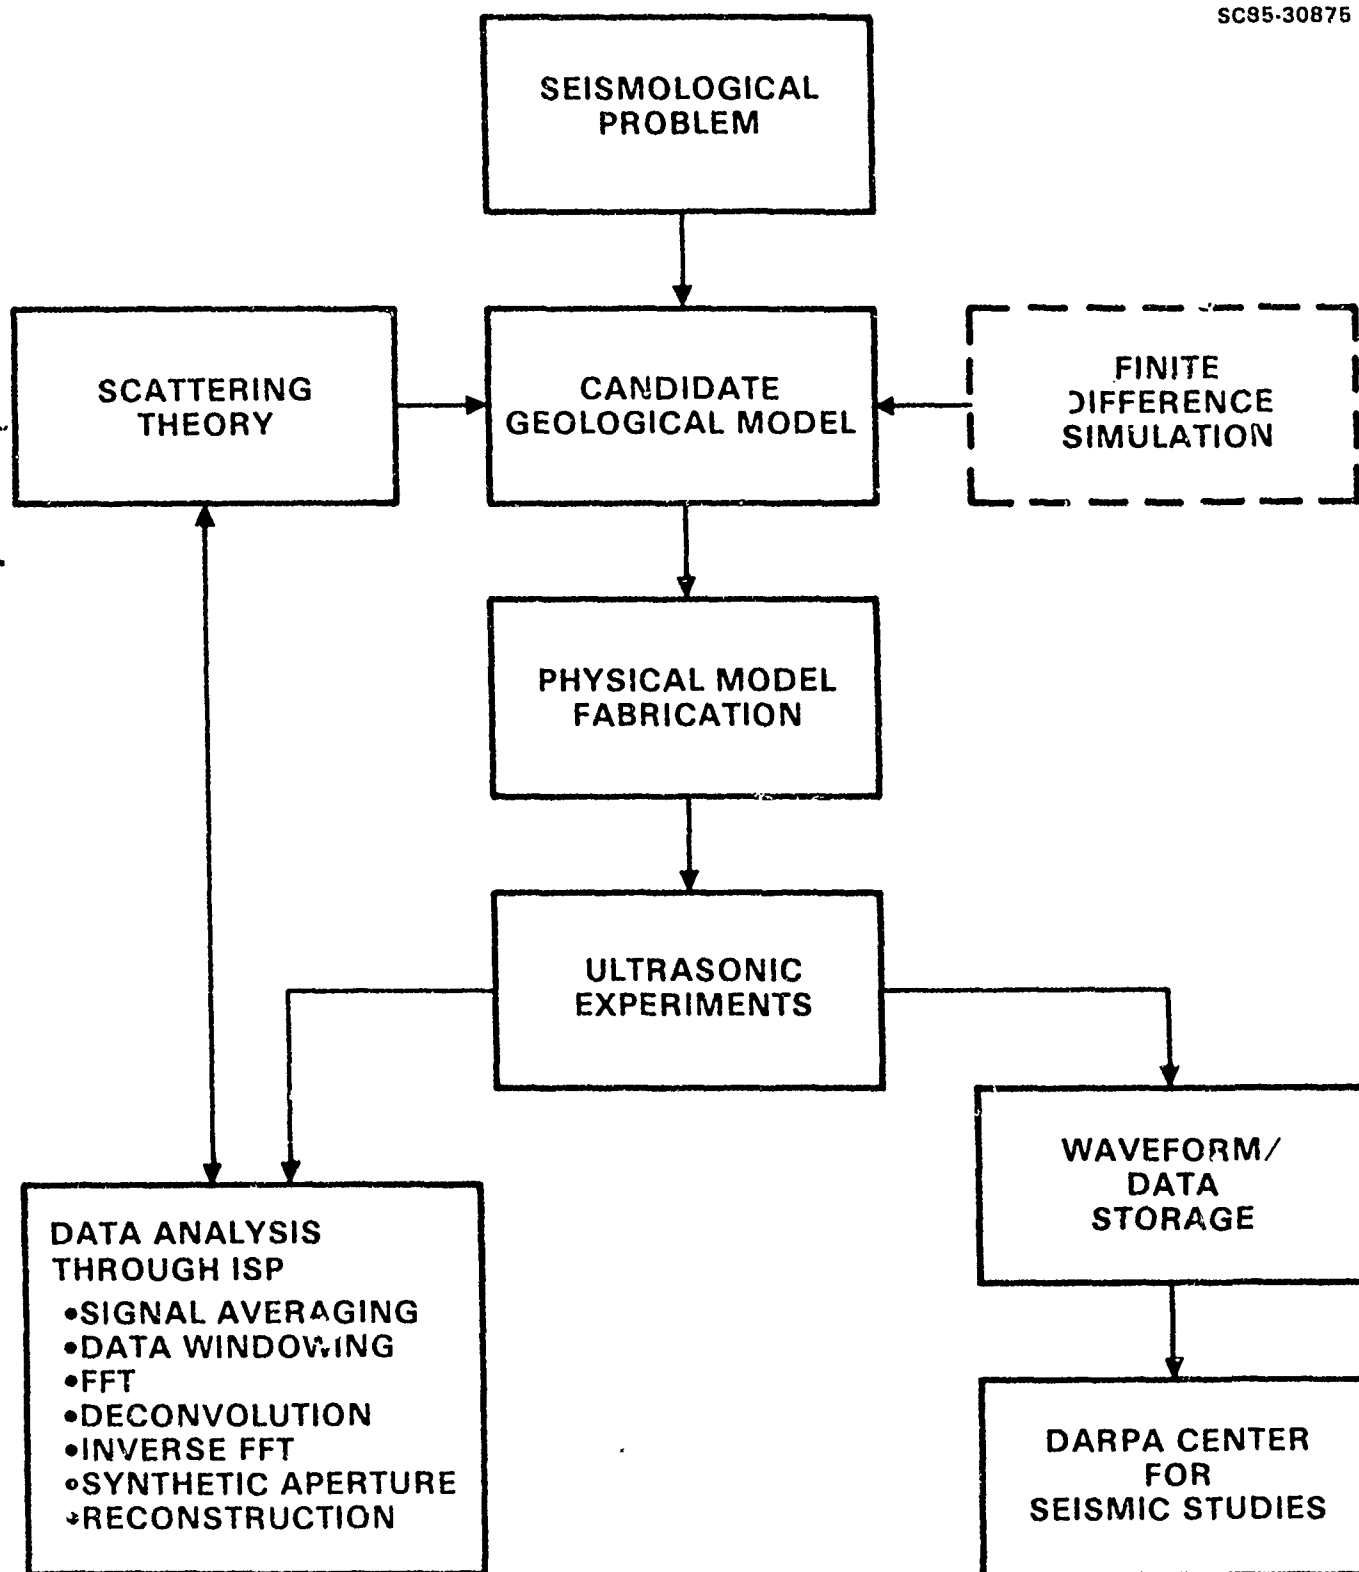 SC85-30875
SEISMOLOGICAL
PROBLEM
SCATTERING
THEORY
CANDIDATE
GEOLOGICAL MODEL
FINITE
DIFFERENCE
SIMULATION
PHYSICAL MODEL
FABRICATION
ULTRASONIC
EXPERIMENTS
WAVEFORM/
DATA
STORAGE
DATA ANALYSIS
THROUGH ISP
•SIGNAL AVERAGING
•DATA WINDOWING
•FFT
•DECONVOLUTION
•INVERSE FFT
•SYNTHETIC APERTURE
•RECONSTRUCTION
DARPA CENTER
FOR
SEISMIC STUDIES